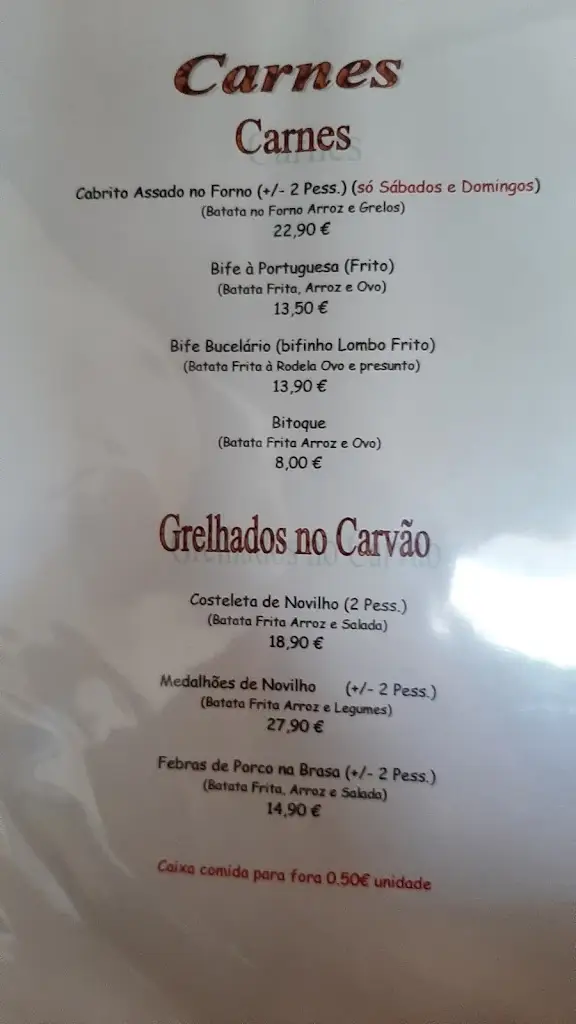 Carnes
Carnes
Cabrito Assado no Forno (+/- 2 Pess.) (só Sábados e Domingos)
(Batata no Forno Arroz e Grelos)
22,90 €
Bife à Portuguesa (Frito)
(Batata Frita, Arroz e Ovo)
13,50 €
Bife Bucelário (bifinho Lombo Frito)
(Batata Frita à Rodela Ovo e presunto)
13,90 €
Bitoque
(Batata Frita Arroz e Ovo)
8,00 €
Grelhados no Carvão
Costeleta de Novilho (2 Pess.)
(Batata Frita Arroz e Salada)
18,90 €
Medalhões de Novilho (+/- 2 Pess.)
(Batata Frita Arroz e Legumes)
27,90 €
Febras de Porco na Brasa (+/- 2 Pess.)
(Batata Frita, Arroz e Salada)
14,90 €
Caixa comida para fora 0.50€ unidade